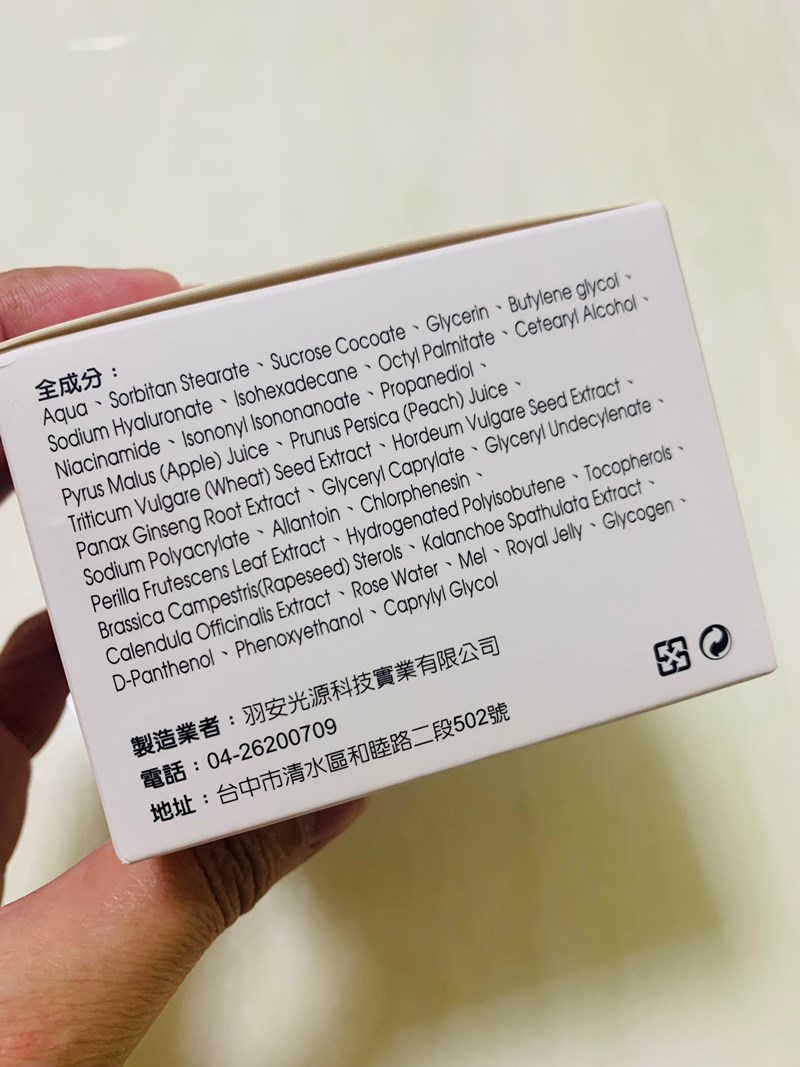 全成分：
Aqua、Sorbitan Stearate、Sucrose Cocoate、Glycerin、Butylene glycol、
Sodium Hyaluronate、Isohexadecane、Octyl Palmitate、Cetearyl Alcohol、
Niacinamide、Isononyl Isononanoate、Propanediol、
Pyrus Malus (Apple) Juice、Prunus Persica (Peach) Juice、
Triticum Vulgare (Wheat) Seed Extract、Hordeum Vulgare Seed Extract、
Panax Ginseng Root Extract、Glyceryl Caprylate、Glyceryl Undecylenate、
Sodium Polyacrylate、Allantoin、Chlorphenesin、
Perilla Frutescens Leaf Extract、Hydrogenated Polyisobutene、Tocopherols、
Brassica Campestris(Rapeseed) Sterols、Kalanchoe Spathulata Extract、
Calendula Officinalis Extract、Rose Water、Mel、Royal Jelly、Glycogen、
D-Panthenol、Phenoxyethanol、Caprylyl Glycol
製造業者：羽安光源科技實業有限公司
電話：04-26200709
地址：台中市清水區和睦路二段502號